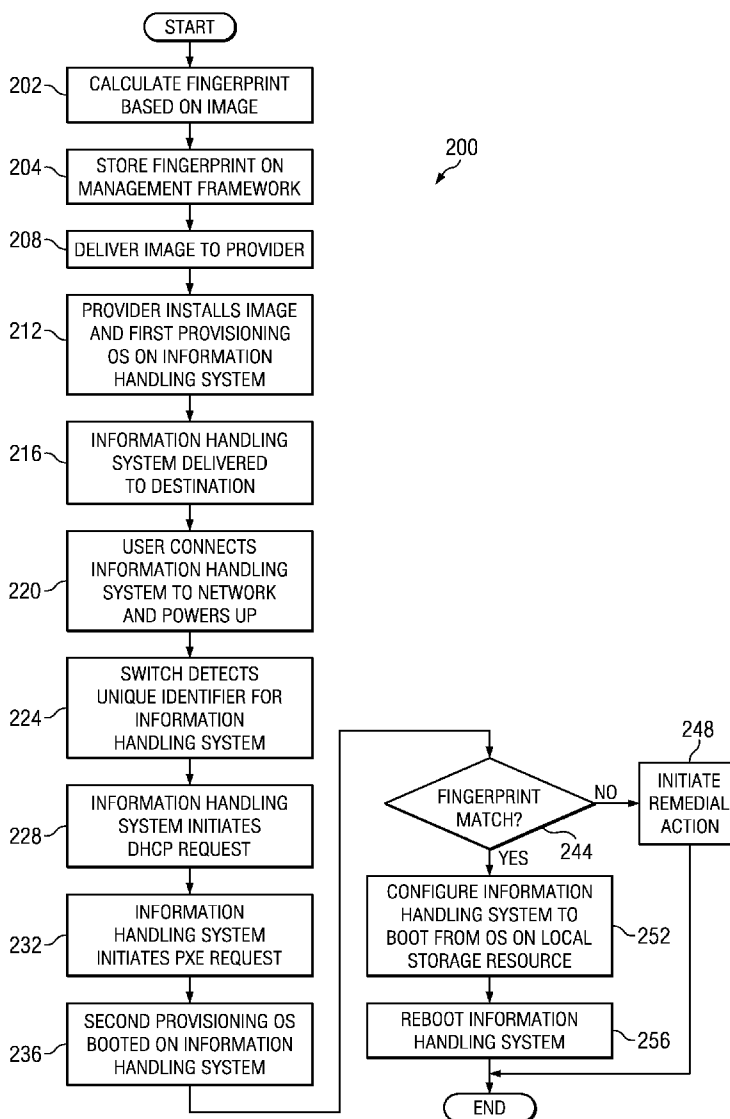 START
202
CALCULATE FINGERPRINT
BASED ON IMAGE
200
204
STORE FINGERPRINT ON
MANAGEMENT FRAMEWORK
208
DELIVER IMAGE TO PROVIDER
212
PROVIDER INSTALLS IMAGE
AND FIRST PROVISIONING
OS ON INFORMATION
HANDLING SYSTEM
216
INFORMATION HANDLING
SYSTEM DELIVERED
TO DESTINATION
220
USER CONNECTS
INFORMATION HANDLING
SYSTEM TO NETWORK
AND POWERS UP
224
SWITCH DETECTS
UNIQUE IDENTIFIER FOR
INFORMATION
HANDLING SYSTEM
228
INFORMATION HANDLING
SYSTEM INITIATES
DHCP REQUEST
232
INFORMATION
HANDLING SYSTEM
INITIATES PXE REQUEST
236
SECOND PROVISIONING OS
BOOTED ON INFORMATION
HANDLING SYSTEM
FINGERPRINT
MATCH?
244
NO
248
INITIATE
REMEDIAL
ACTION
YES
CONFIGURE INFORMATION
HANDLING SYSTEM TO
BOOT FROM OS ON LOCAL
STORAGE RESOURCE
252
REBOOT INFORMATION
HANDLING SYSTEM
256
END